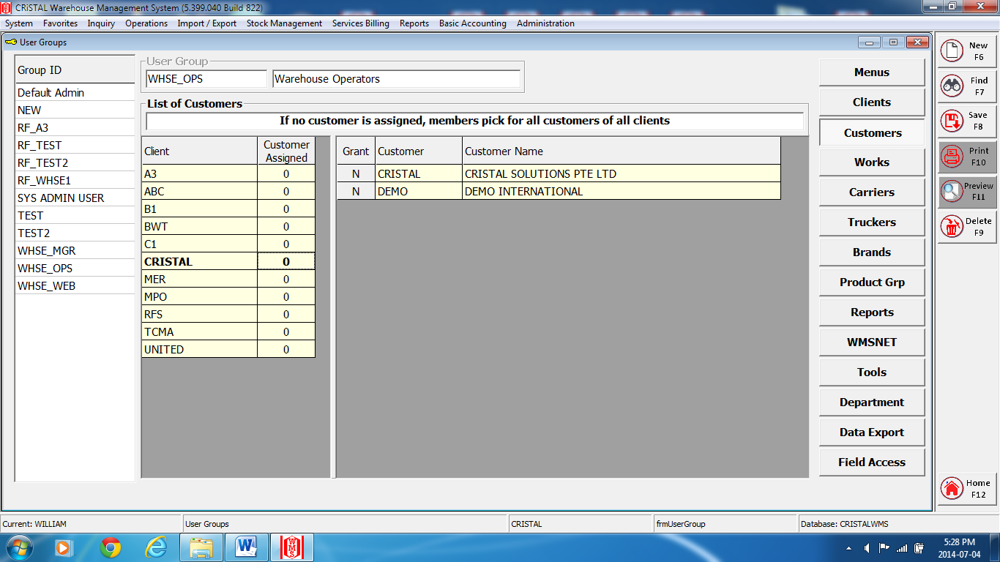 CRiSTAL Warehouse Management System (5.399.040 Build 822)
System Favorites Inquiry Operations Import / Export Stock Management Services Billing Reports Basic Accounting Administration
User Groups
Group ID
Default Admin
NEW
RF_A3
RF_TEST
RF_TEST2
RF_WHSE1
SYS ADMIN USER
TEST
TEST2
WHSE_MGR
WHSE_OPS
WHSE_WEB
User Group
WHSE_OPS Warehouse Operators
List of Customers
If no customer is assigned, members pick for all customers of all clients
Client Customer Assigned
A3 0
ABC 0
B1 0
BWT 0
C1 0
CRISTAL 0
MER 0
MPO 0
RFS 0
TCMA 0
UNITED 0
Grant Customer Customer Name
N CRISTAL CRISTAL SOLUTIONS PTE LTD
N DEMO DEMO INTERNATIONAL
Menus
Clients
Customers
Works
Carriers
Truckers
Brands
Product Grp
Reports
WMSNET
Tools
Department
Data Export
Field Access
New
F6
Find
F7
Save
F8
Print
F10
Preview
F11
Delete
F9
Home
F12
Current: WILLIAM User Groups CRISTAL frmUserGroup Database: CRISTALWMS
W
WMS
5:28 PM
2014-07-04